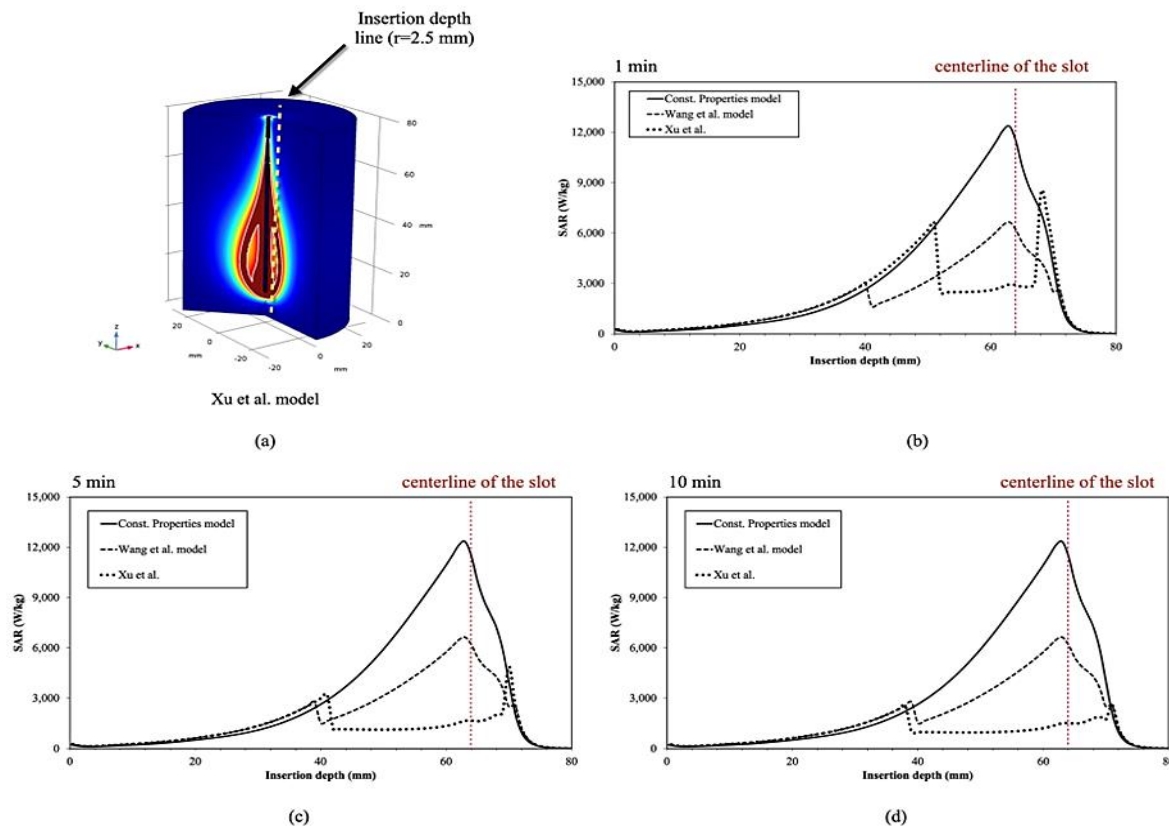 Insertion depth
line (r=2.5 mm)
80
60
40
mm
20
0
20
0
mm
-20
-20
0
20
mm
z
y
x
Xu et al. model
(a)
1 min
centerline of the slot
15,000
12,000
9,000
6,000
3,000
0
SAR (W/kg)
Const. Properties model
Wang et al. model
Xu et al.
0
20
40
60
80
Insertion depth (mm)
(b)
5 min
centerline of the slot
15,000
12,000
9,000
6,000
3,000
0
SAR (W/kg)
Const. Properties model
Wang et al. model
Xu et al.
0
20
40
60
80
Insertion depth (mm)
(c)
10 min
centerline of the slot
15,000
12,000
9,000
6,000
3,000
0
SAR (W/kg)
Const. Properties model
Wang et al. model
Xu et al.
0
20
40
60
80
Insertion depth (mm)
(d)